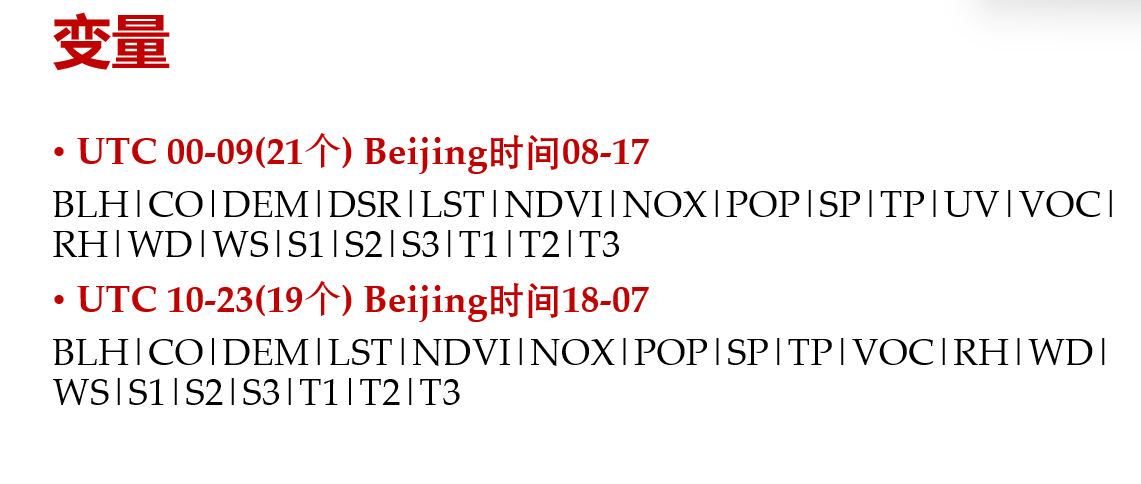 变量
• UTC 00-09(21个) Beijing时间08-17
BLH|CO|DEM|DSR|LST|NDVI|NOX|POP|SP|TP|UV|VOC|
RH|WD|WS|S1|S2|S3|T1|T2|T3
• UTC 10-23(19个) Beijing时间18-07
BLH|CO|DEM|LST|NDVI|NOX|POP|SP|TP|VOC|RH|WD|
WS|S1|S2|S3|T1|T2|T3